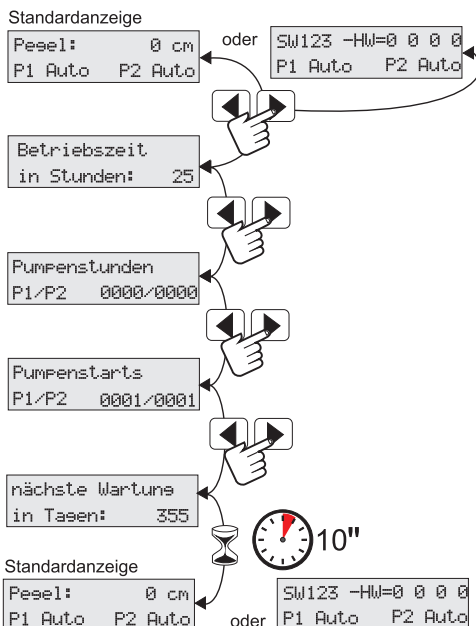 Standardanzeige
Pegel: 0 cm
P1 Auto P2 Auto
oder
SW123 -HW=0 0 0 0
P1 Auto P2 Auto
Betriebszeit
in Stunden: 25
Pumpenstunden
P1/P2 0000/0000
Pumpenstarts
P1/P2 0001/0001
nächste Wartung
in Tagen: 355
10"
Standardanzeige
Pegel: 0 cm
P1 Auto P2 Auto
oder
SW123 -HW=0 0 0 0
P1 Auto P2 Auto